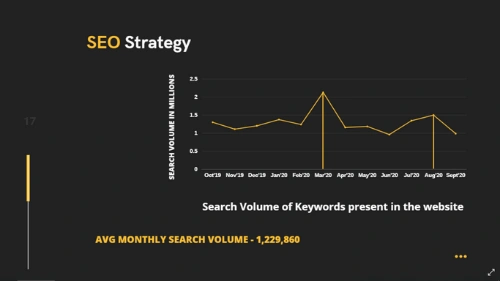 SEO Strategy
17
SEARCH VOLUME IN MILLIONS
2.5
2
1.5
1
0.5
0
Oct'19 Nov'19 Dec'19 Jan'20 Feb'20 Mar'20 Apr'20 May'20 Jun'20 Jul'20 Aug'20 Sept'20
Search Volume of Keywords present in the website
AVG MONTHLY SEARCH VOLUME - 1,229,860